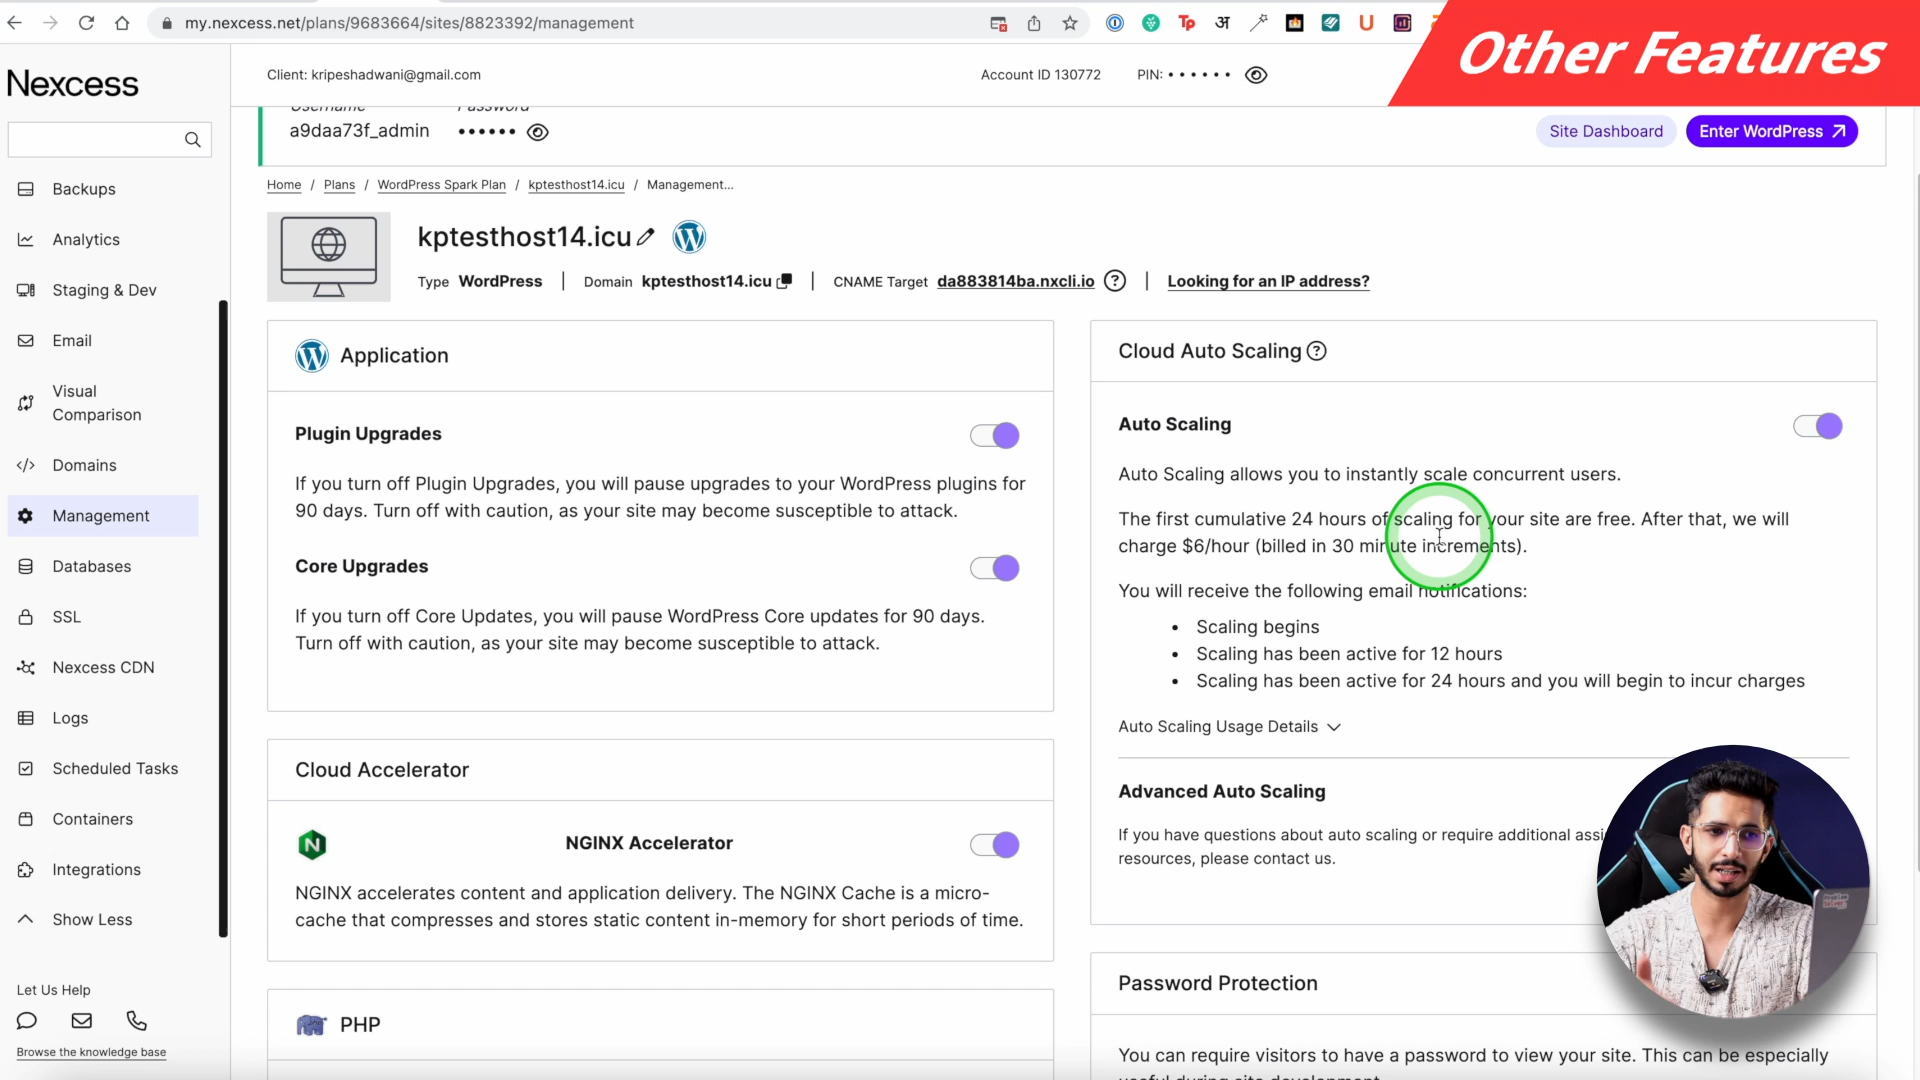 my.nexcess.net/plans/9683664/sites/8823392/management
Tp
अ
U
Other Features
Nexcess
Client: kripeshadwani@gmail.com
Account ID 130772
PIN: • • • • • •
Username
Password
a9daa73f_admin
••••••
Site Dashboard
Enter WordPress
Home / Plans / WordPress Spark Plan / kptesthost14.icu / Management...
kptesthost14.icu
Type WordPress | Domain kptesthost14.icu | CNAME Target da883814ba.nxcli.io | Looking for an IP address?
Backups
Analytics
Staging & Dev
Email
Visual
Comparison
Domains
Management
Databases
SSL
Nexcess CDN
Logs
Scheduled Tasks
Containers
Integrations
Show Less
Let Us Help
Browse the knowledge base
Application
Plugin Upgrades
If you turn off Plugin Upgrades, you will pause upgrades to your WordPress plugins for
90 days. Turn off with caution, as your site may become susceptible to attack.
Core Upgrades
If you turn off Core Updates, you will pause WordPress Core updates for 90 days.
Turn off with caution, as your site may become susceptible to attack.
Cloud Accelerator
NGINX Accelerator
NGINX accelerates content and application delivery. The NGINX Cache is a micro-
cache that compresses and stores static content in-memory for short periods of time.
PHP
Cloud Auto Scaling
Auto Scaling
Auto Scaling allows you to instantly scale concurrent users.
The first cumulative 24 hours of scaling for your site are free. After that, we will
charge $6/hour (billed in 30 minute increments).
You will receive the following email notifications:
• Scaling begins
• Scaling has been active for 12 hours
• Scaling has been active for 24 hours and you will begin to incur charges
Auto Scaling Usage Details
Advanced Auto Scaling
If you have questions about auto scaling or require additional
resources, please contact us.
Password Protection
You can require visitors to have a password to view your site. This can be especially
useful during site development.